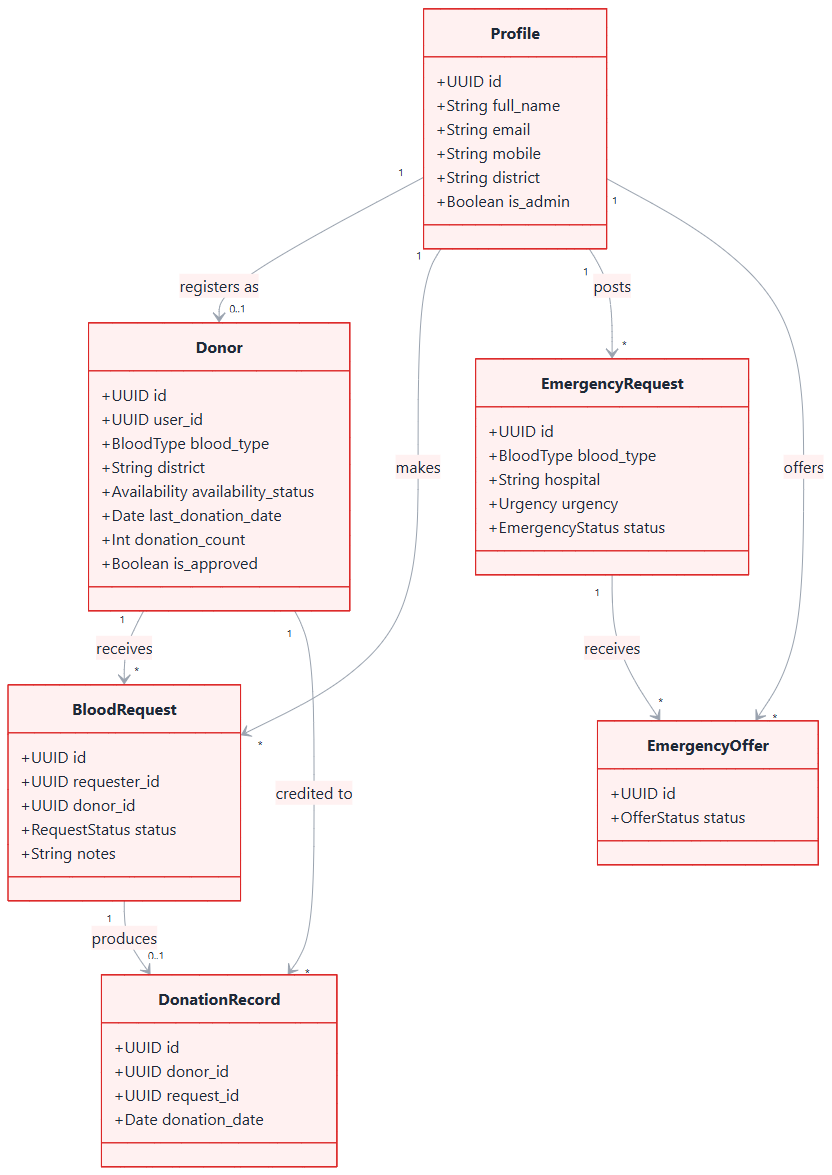 Profile
+UUID id
+String full_name
+String email
+String mobile
+String district
+Boolean is_admin
1
1
1
1
registers as
posts
0..1
*
Donor
+UUID id
+UUID user_id
+BloodType blood_type
+String district
+Availability availability_status
+Date last_donation_date
+Int donation_count
+Boolean is_approved
EmergencyRequest
+UUID id
+BloodType blood_type
+String hospital
+Urgency urgency
+EmergencyStatus status
makes
offers
1
1
1
receives
receives
*
*
*
*
BloodRequest
+UUID id
+UUID requester_id
+UUID donor_id
+RequestStatus status
+String notes
credited to
EmergencyOffer
+UUID id
+OfferStatus status
1
produces
0..1
*
DonationRecord
+UUID id
+UUID donor_id
+UUID request_id
+Date donation_date